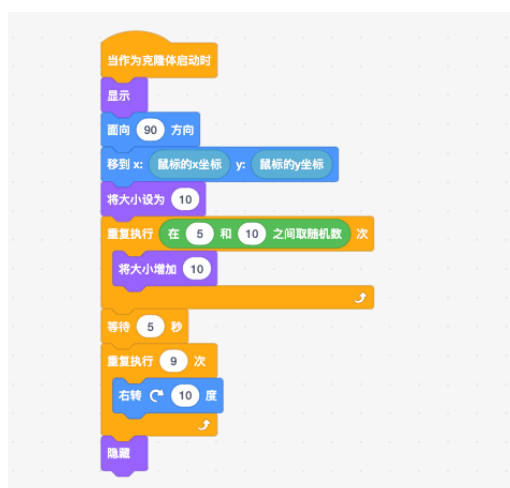 当作为克隆体启动时
显示
面向 90 方向
移到 x: 鼠标的x坐标 y: 鼠标的y坐标
将大小设为 10
重复执行 在 5 和 10 之间取随机数 次
将大小增加 10
等待 5 秒
重复执行 9 次
右转 10 度
隐藏